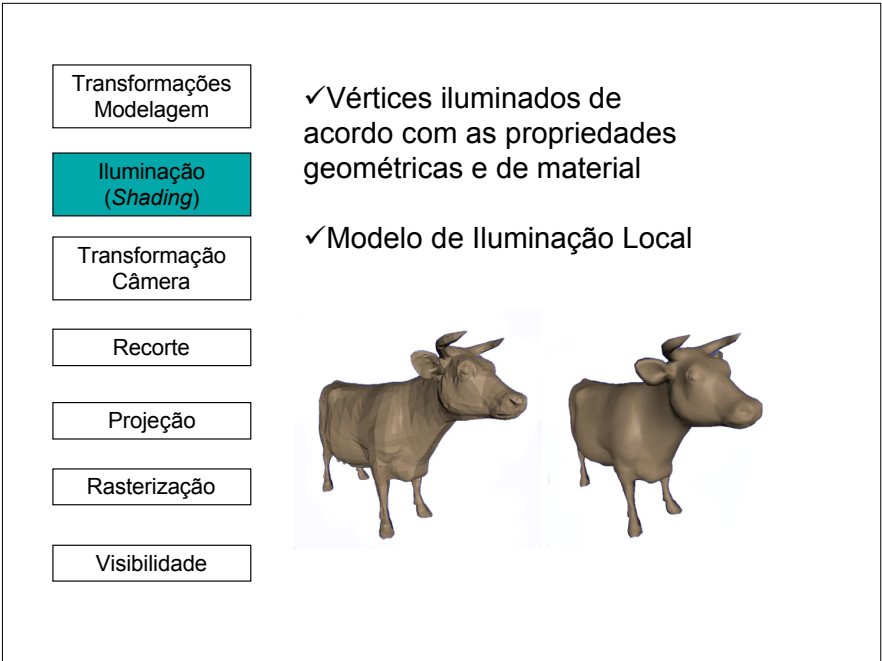 Transformações
Modelagem
Iluminação
(Shading)
Transformação
Câmera
Recorte
Projeção
Rasterização
Visibilidade
✓Vértices iluminados de
acordo com as propriedades
geométricas e de material
✓Modelo de Iluminação Local